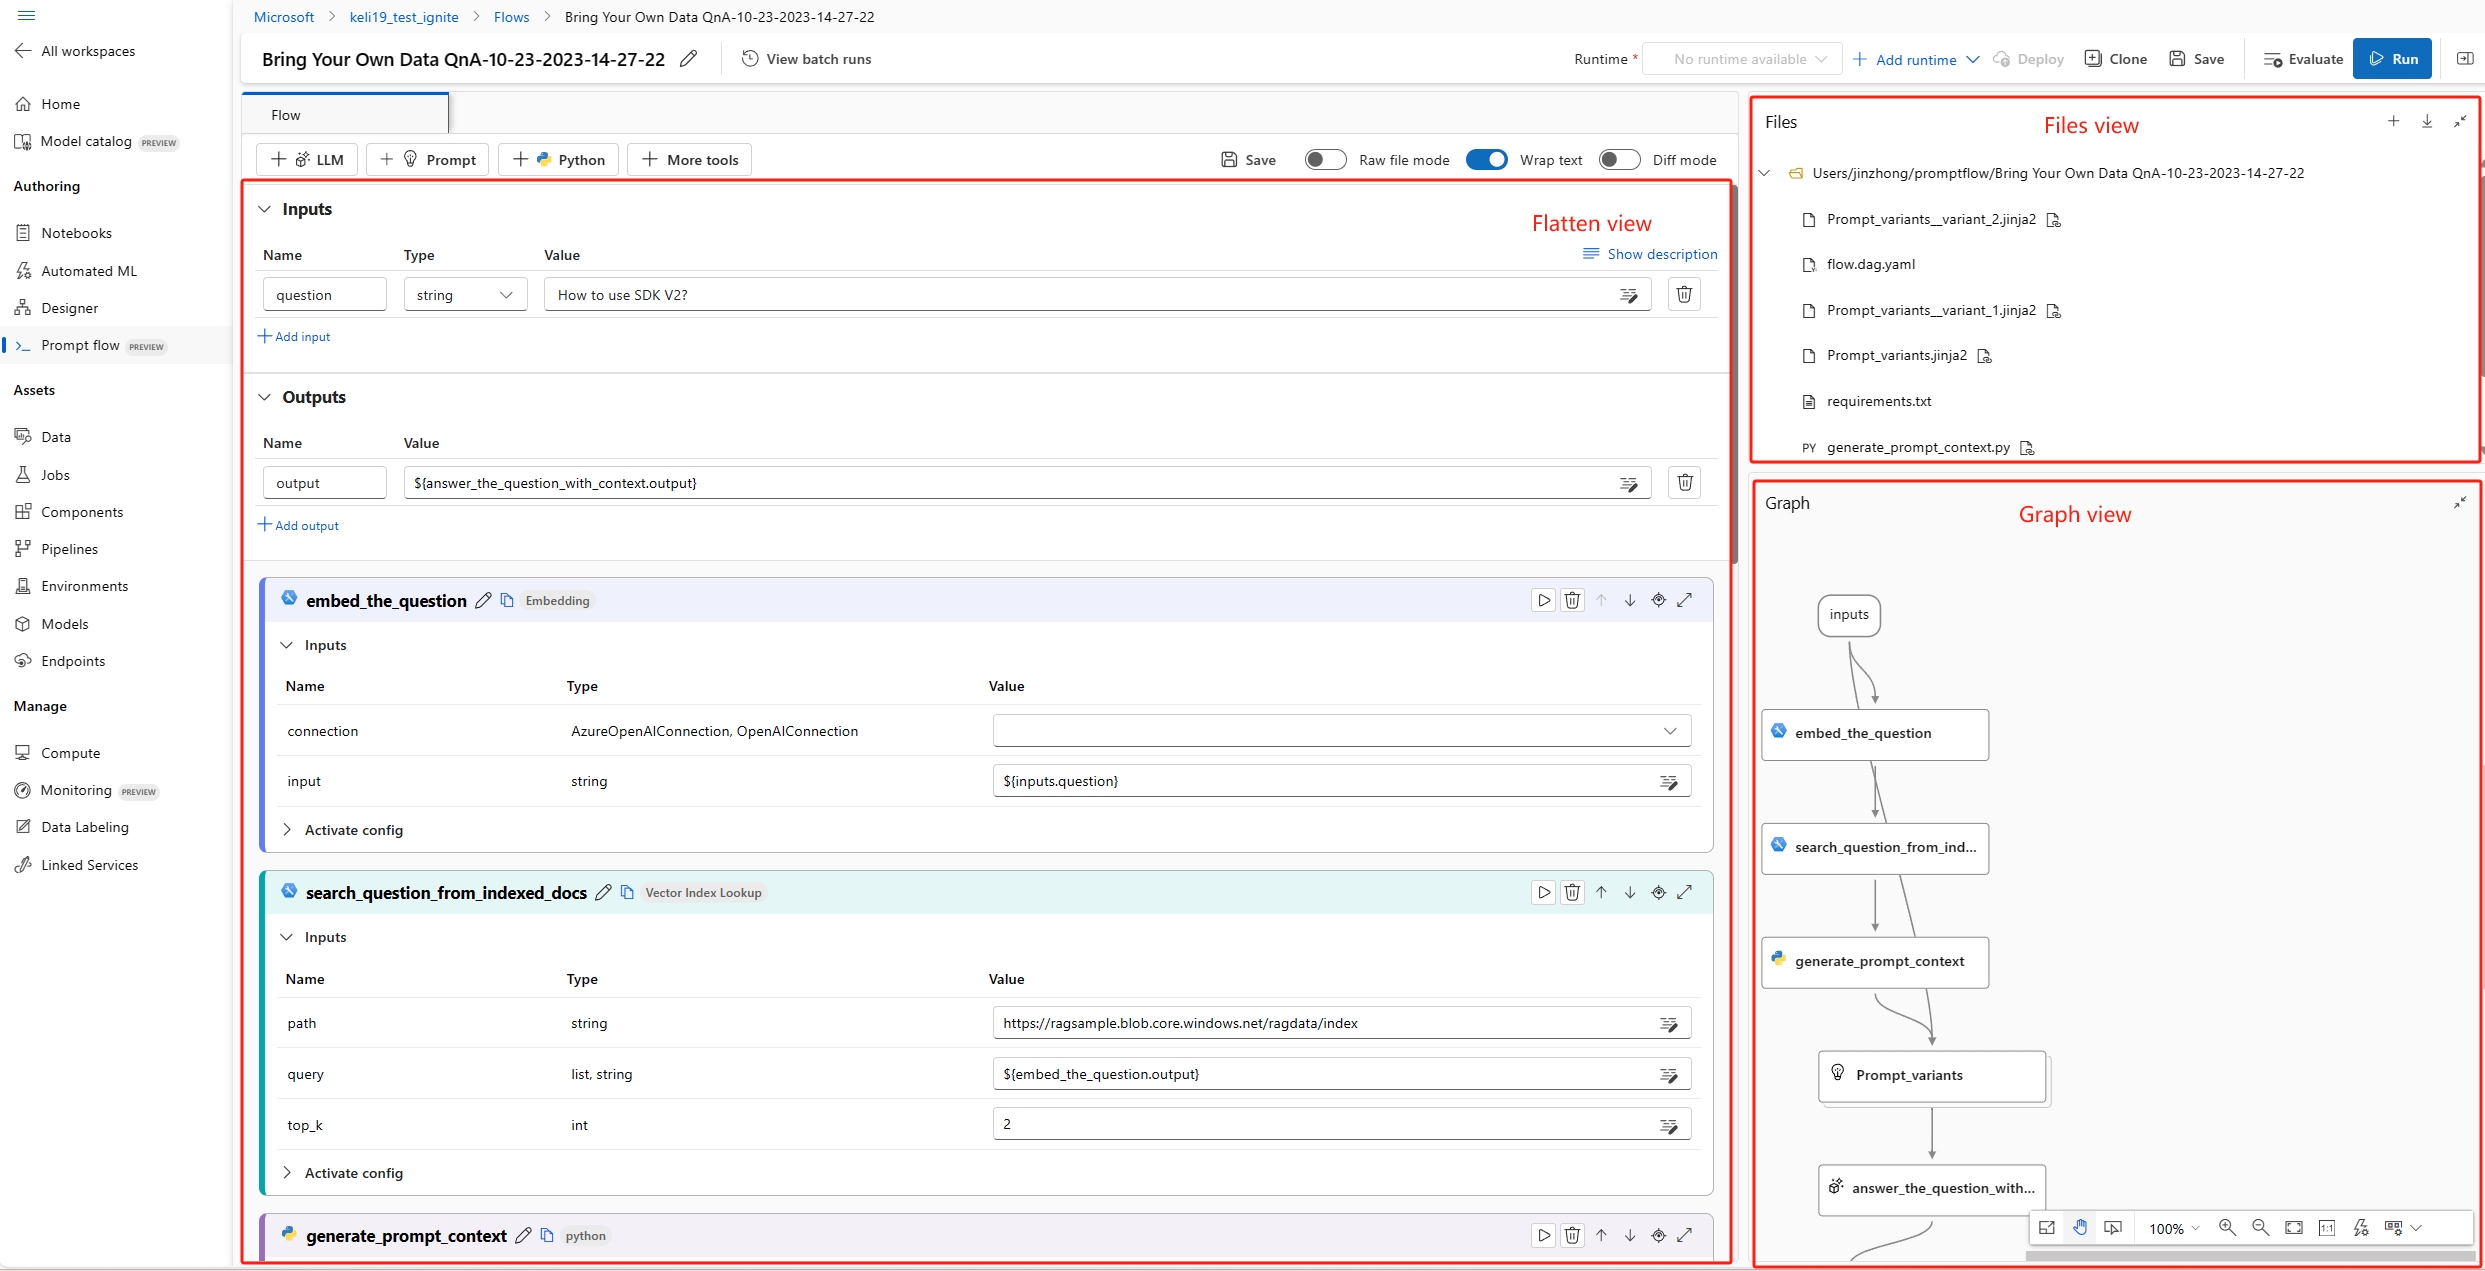 Microsoft > keli19_test_ignite > Flows > Bring Your Own Data QnA-10-23-2023-14-27-22
All workspaces
Bring Your Own Data QnA-10-23-2023-14-27-22
View batch runs
Runtime *
No runtime available
Add runtime
Deploy
Clone
Save
Evaluate
Run
Home
Model catalog PREVIEW
Authoring
Notebooks
Automated ML
Designer
Prompt flow PREVIEW
Assets
Data
Jobs
Components
Pipelines
Environments
Models
Endpoints
Manage
Compute
Monitoring PREVIEW
Data Labeling
Linked Services
Flow
LLM
Prompt
Python
More tools
Save
Raw file mode
Wrap text
Diff mode
Inputs
Flatten view
Name Type Value
Show description
question string How to use SDK V2?
Add input
Outputs
Name Value
output ${answer_the_question_with_context.output}
Add output
embed_the_question Embedding
Inputs
Name Type Value
connection AzureOpenAIConnection, OpenAIConnection
input string ${inputs.question}
Activate config
search_question_from_indexed_docs Vector Index Lookup
Inputs
Name Type Value
path string https://ragsample.blob.core.windows.net/ragdata/index
query list, string ${embed_the_question.output}
top_k int 2
Activate config
generate_prompt_context python
Files
Files view
Users/jinzhong/promptflow/Bring Your Own Data QnA-10-23-2023-14-27-22
Prompt_variants__variant_2.jinja2
flow.dag.yaml
Prompt_variants__variant_1.jinja2
Prompt_variants.jinja2
requirements.txt
PY generate_prompt_context.py
Graph
Graph view
inputs
embed_the_question
search_question_from_ind...
generate_prompt_context
Prompt_variants
answer_the_question_with...
100%
1:1